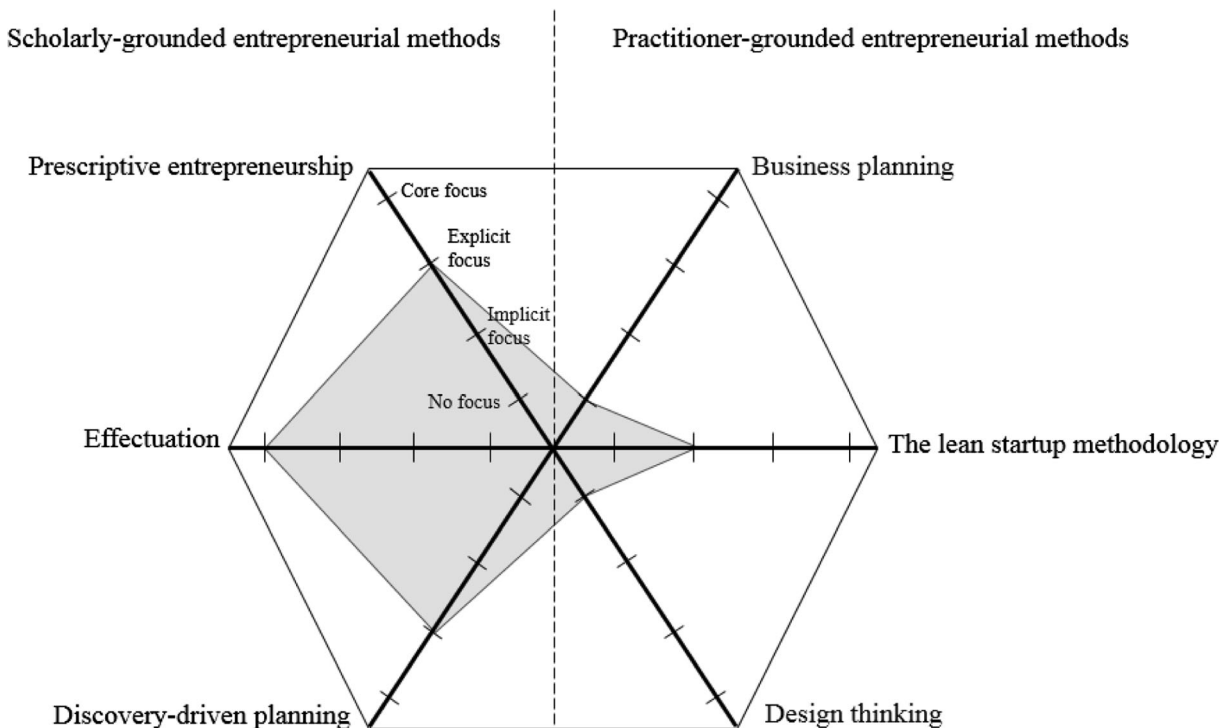 Scholarly-grounded entrepreneurial methods
Practitioner-grounded entrepreneurial methods
Prescriptive entrepreneurship
Business planning
Core focus
Explicit
focus
Implicit
focus
No focus
Effectuation
The lean startup methodology
Discovery-driven planning
Design thinking